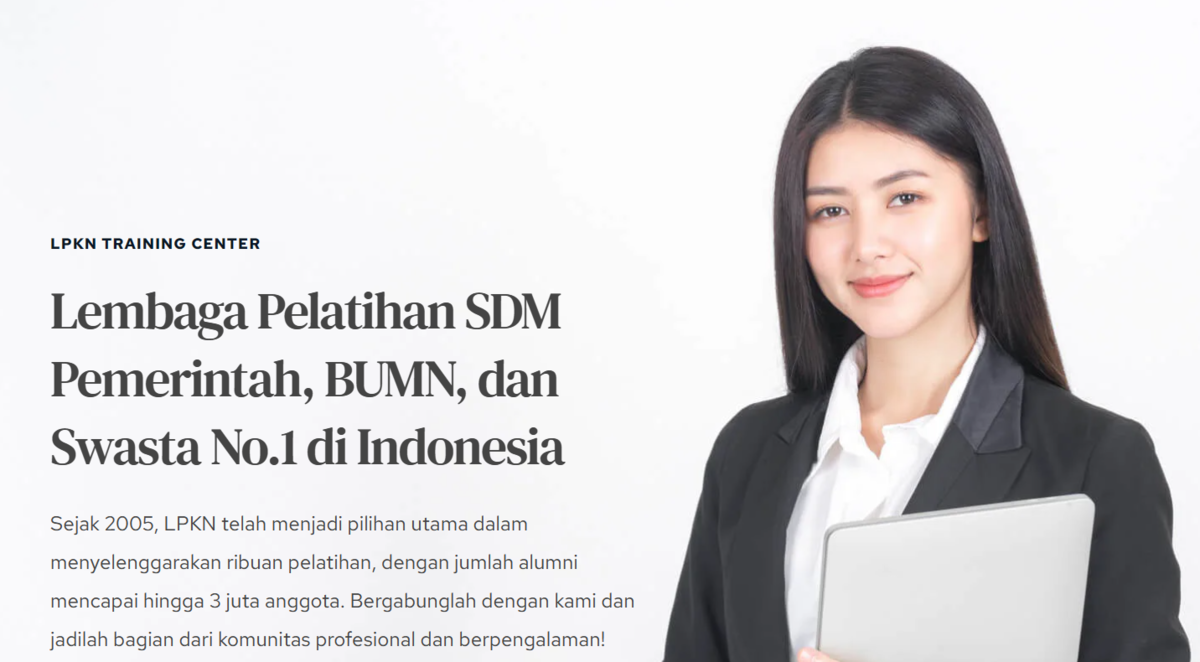 LPKN TRAINING CENTER
Lembaga Pelatihan SDM
Pemerintah, BUMN, dan
Swasta No.1 di Indonesia
Sejak 2005, LPKN telah menjadi pilihan utama dalam
menyelenggarakan ribuan pelatihan, dengan jumlah alumni
mencapai hingga 3 juta anggota. Bergabunglah dengan kami dan
jadilah bagian dari komunitas profesional dan berpengalaman!